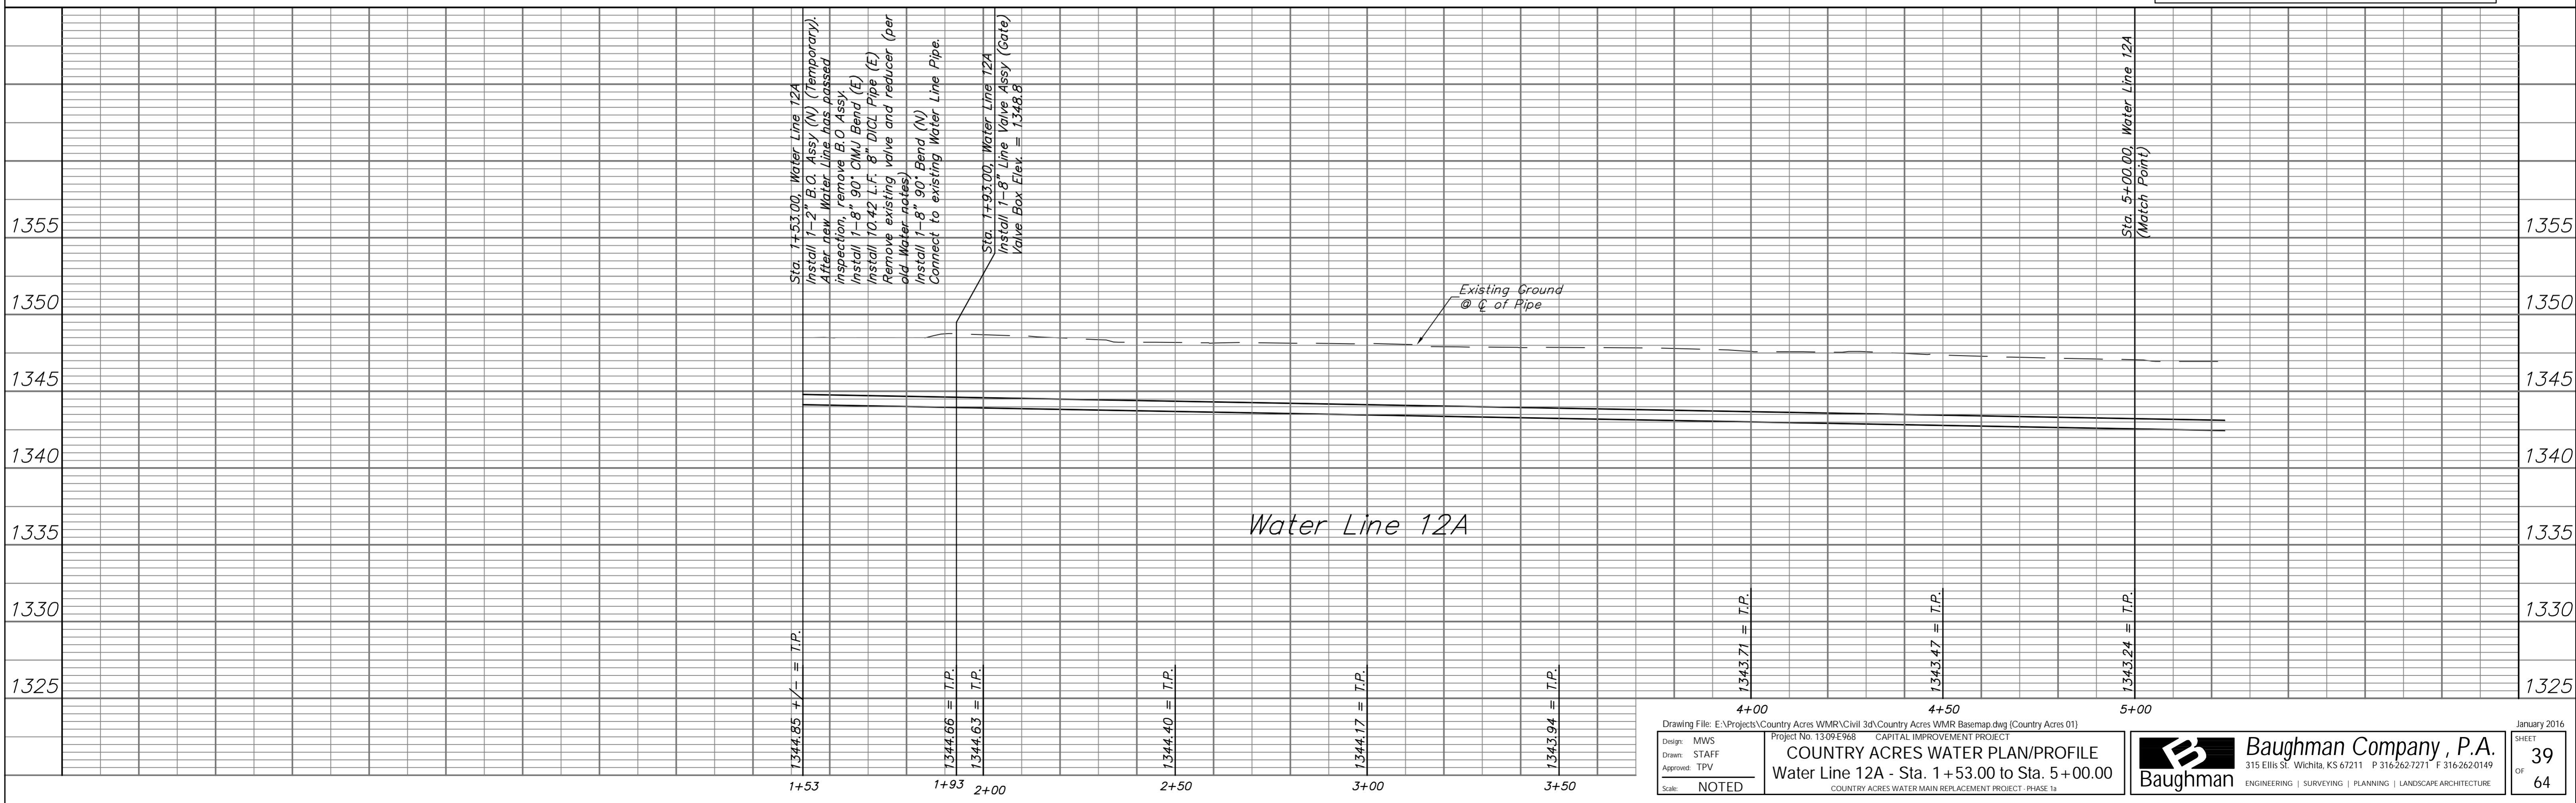 Sta. 1+53.00, Water Line 12A
Install 1-2" B.O. Assy (N) (Temporary).
After new Water Line has passed
inspection, remove B.O Assy.
Install 1-8" 90° CIMJ Bend (E)
Install 10.42 L.F. 8" DICL Pipe (E)
Remove existing valve and reducer (per
old Water notes)
Install 1-8" 90° Bend (N)
Connect to existing Water Line Pipe.
Sta. 1+93.00, Water Line 12A
Install 1-8" Line Valve Assy (Gate)
Valve Box Elev. = 1348.8
Sta. 5+00.00, Water Line 12A
(Match Point)
1355
1355
1350
1350
Existing Ground
@ ℄ of Pipe
1345
1345
1340
1340
1335
1335
Water Line 12A
1330
1330
1325
1325
1344.85 +/- = T.P.
1344.66 = T.P.
1344.63 = T.P.
1344.40 = T.P.
1344.17 = T.P.
1343.94 = T.P.
1343.71 = T.P.
1343.47 = T.P.
1343.24 = T.P.
1+53
1+93
2+00
2+50
3+00
3+50
4+00
4+50
5+00
Drawing File: E:\Projects\Country Acres WMR\Civil 3d\Country Acres WMR Basemap.dwg (Country Acres 01)
January 2016
Design: MWS
Drawn: STAFF
Approved: TPV
Scale: NOTED
Project No. 13-09-E968 CAPITAL IMPROVEMENT PROJECT
COUNTRY ACRES WATER PLAN/PROFILE
Water Line 12A - Sta. 1+53.00 to Sta. 5+00.00
COUNTRY ACRES WATER MAIN REPLACEMENT PROJECT - PHASE 1a
Baughman
Baughman Company, P.A.
315 Ellis St. Wichita, KS 67211 P 316-262-7271 F 316-262-0149
ENGINEERING | SURVEYING | PLANNING | LANDSCAPE ARCHITECTURE
SHEET
39
OF
64